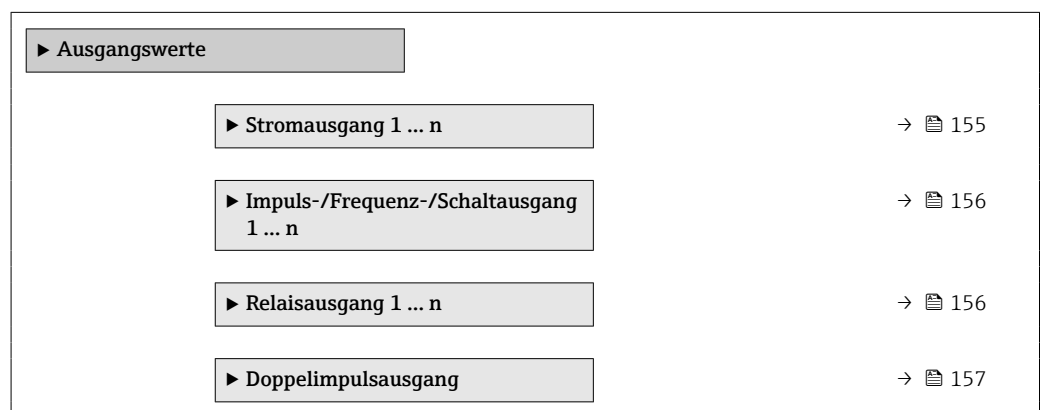 ▶ Ausgangswerte
▶ Stromausgang 1 … n → 155
▶ Impuls-/Frequenz-/Schaltausgang → 156
1 … n
▶ Relaisausgang 1 … n → 156
▶ Doppelimpulsausgang → 157